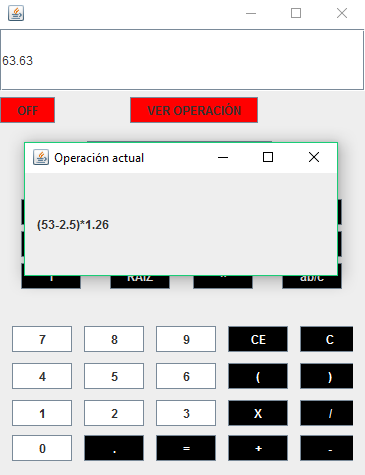 63.63
OFF VER OPERACIÓN
Operación actual
(53-2.5)*1.26
RAIZ ab/c
7 8 9 CE C
4 5 6 ( )
1 2 3 X /
0 . = + -